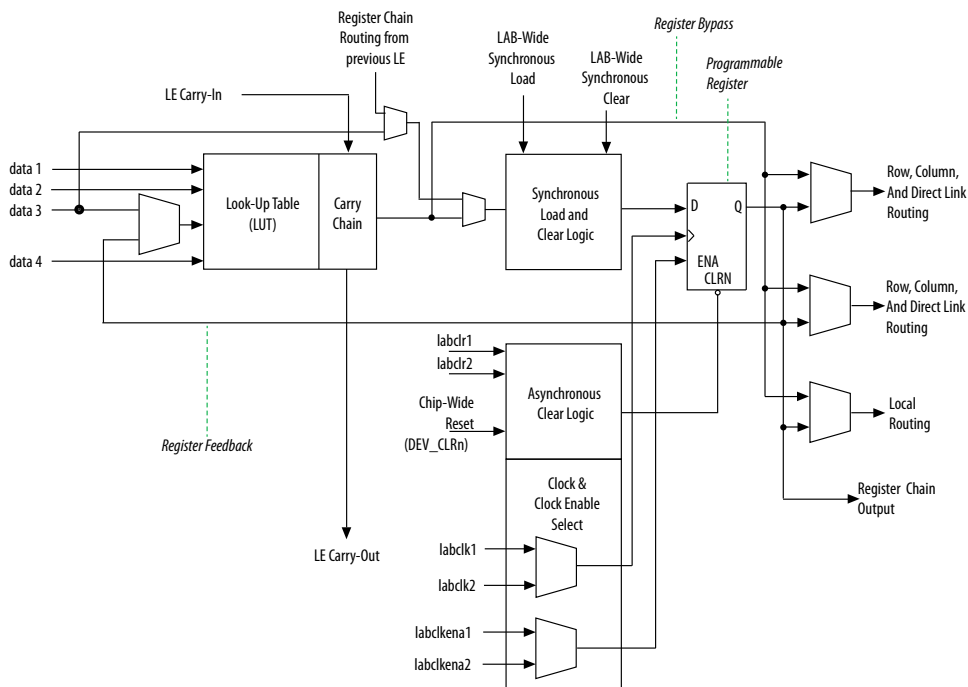 Register Chain
Routing from
previous LE
LAB-Wide
Synchronous
Load
LAB-Wide
Synchronous
Clear
Register Bypass
Programmable
Register
LE Carry-In
data 1
data 2
data 3
data 4
Look-Up Table
(LUT)
Carry
Chain
Synchronous
Load and
Clear Logic
D
Q
ENA
CLRN
Row, Column,
And Direct Link
Routing
Row, Column,
And Direct Link
Routing
Local
Routing
Register Chain
Output
labclr1
labclr2
Chip-Wide
Reset
(DEV_CLRn)
Asynchronous
Clear Logic
Register Feedback
Clock &
Clock Enable
Select
LE Carry-Out
labclk1
labclk2
labclkena1
labclkena2